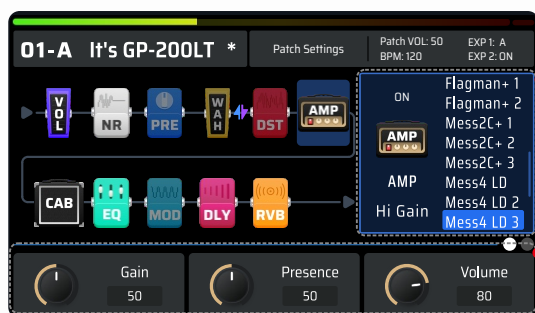 01-A It's GP-200LT *
Patch Settings
Patch VOL: 50 EXP 1: A
BPM: 120 EXP 2: ON
VOL
NR
PRE
WAH
DST
AMP
CAB
EQ
MOD
DLY
RVB
ON
AMP
AMP
Hi Gain
Flagman+ 1
Flagman+ 2
Mess2C+ 1
Mess2C+ 2
Mess2C+ 3
Mess4 LD
Mess4 LD 2
Mess4 LD 3
Gain
50
Presence
50
Volume
80